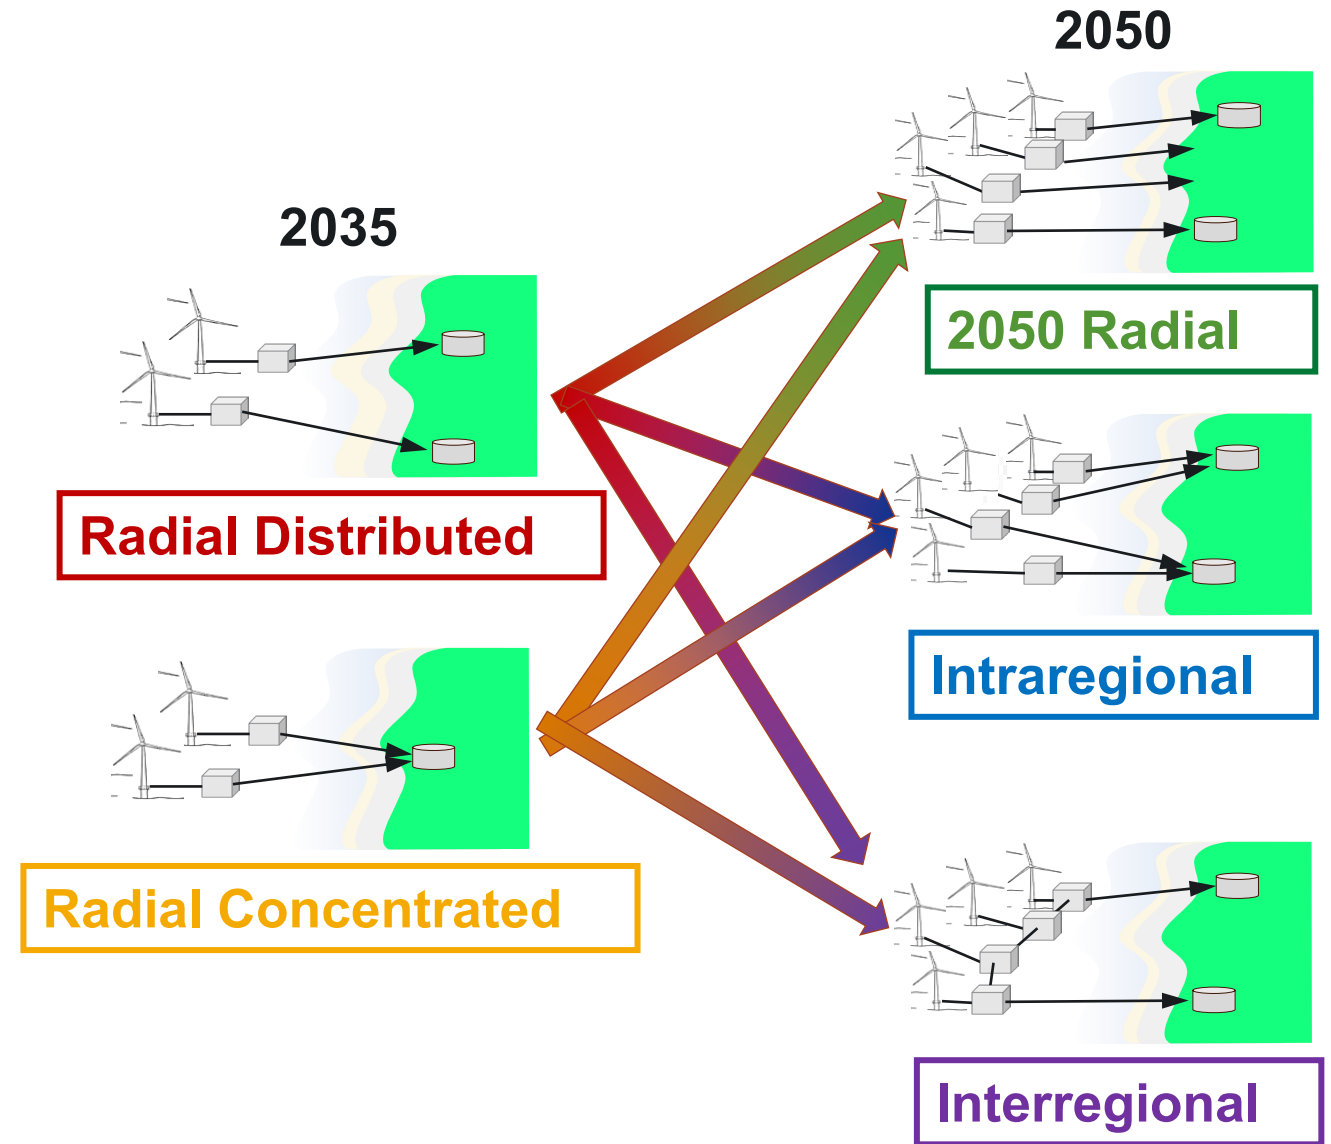 2035
Radial Distributed
Radial Concentrated
2050
2050 Radial
Intraregional
Interregional